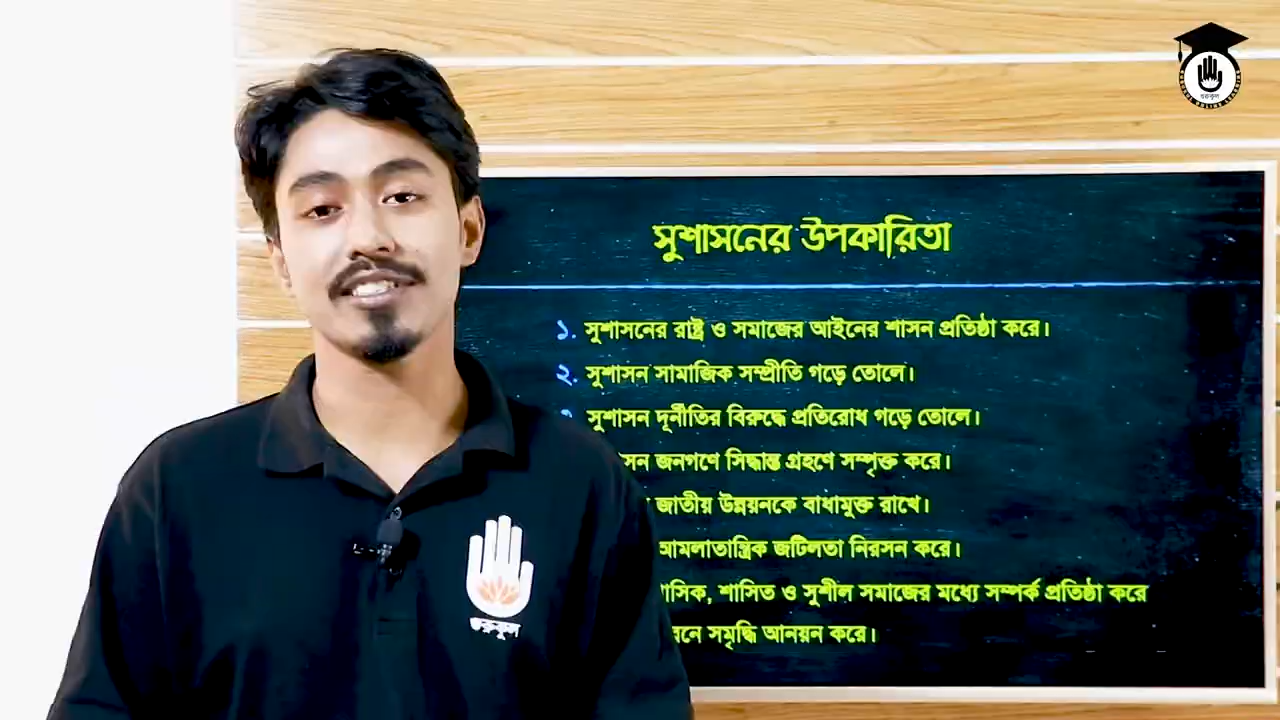 সুশাসনের উপকারিতা
১. সুশাসনের রাষ্ট্র ও সমাজের আইনের শাসন প্রতিষ্ঠা করে।
২. সুশাসন সামাজিক সম্প্রীতি গড়ে তোলে।
সুশাসন দূর্নীতির বিরুদ্ধে প্রতিরোধ গড়ে তোলে।
জনগণে সিদ্ধান্ত গ্রহণে সম্পৃক্ত করে।
জাতীয় উন্নয়নকে বাধামুক্ত রাখে।
আমলাতান্ত্রিক জটিলতা নিরসন করে।
শাসিত ও সুশীল সমাজের মধ্যে সম্পর্ক প্রতিষ্ঠা করে
সমৃদ্ধি আনয়ন করে।
গুরুকুল